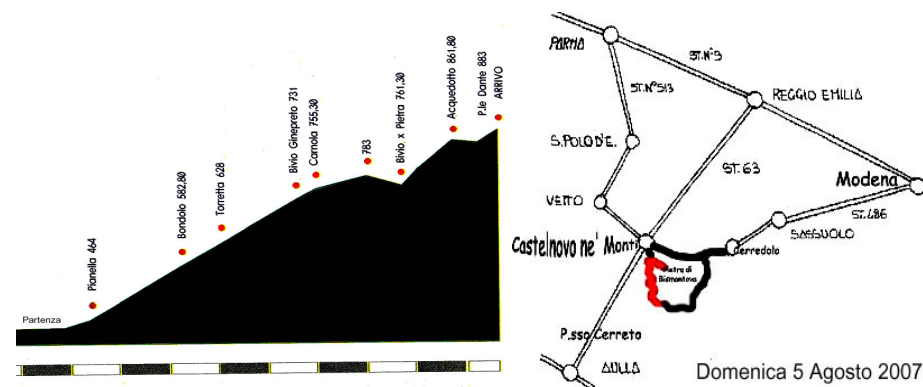 Partenza
Pianella 464
Bondolo 582,80
Torretta 628
Bivio Ginepreto 731
Carnola 755,30
783
Bivio x Pietra 761,30
Acquedotto 861,80
P.le Dante 883
ARRIVO
PARMA
ST.N°9
ST.N°513
REGGIO EMILIA
S.POLO D'E.
ST.63
Modena
VETTO
ST.486
SASSUOLO
Castelnovo ne' Monti
Cerredolo
Pietra di
Bismantova
P.sso Cerreto
AULLA
Domenica 5 Agosto 2007